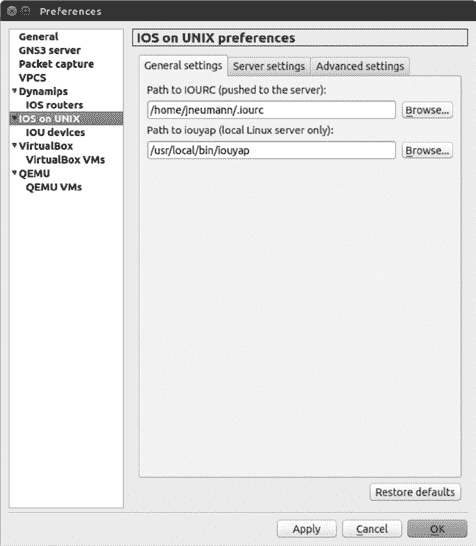 Preferences
General
GNS3 server
Packet capture
VPCS
Dynamips
IOS routers
IOS on UNIX
IOU devices
VirtualBox
VirtualBox VMs
QEMU
QEMU VMs
IOS on UNIX preferences
General settings Server settings Advanced settings
Path to IOURC (pushed to the server):
/home/jneumann/.iourc Browse...
Path to iouyap (local Linux server only):
/usr/local/bin/iouyap Browse...
Restore defaults
Apply Cancel OK